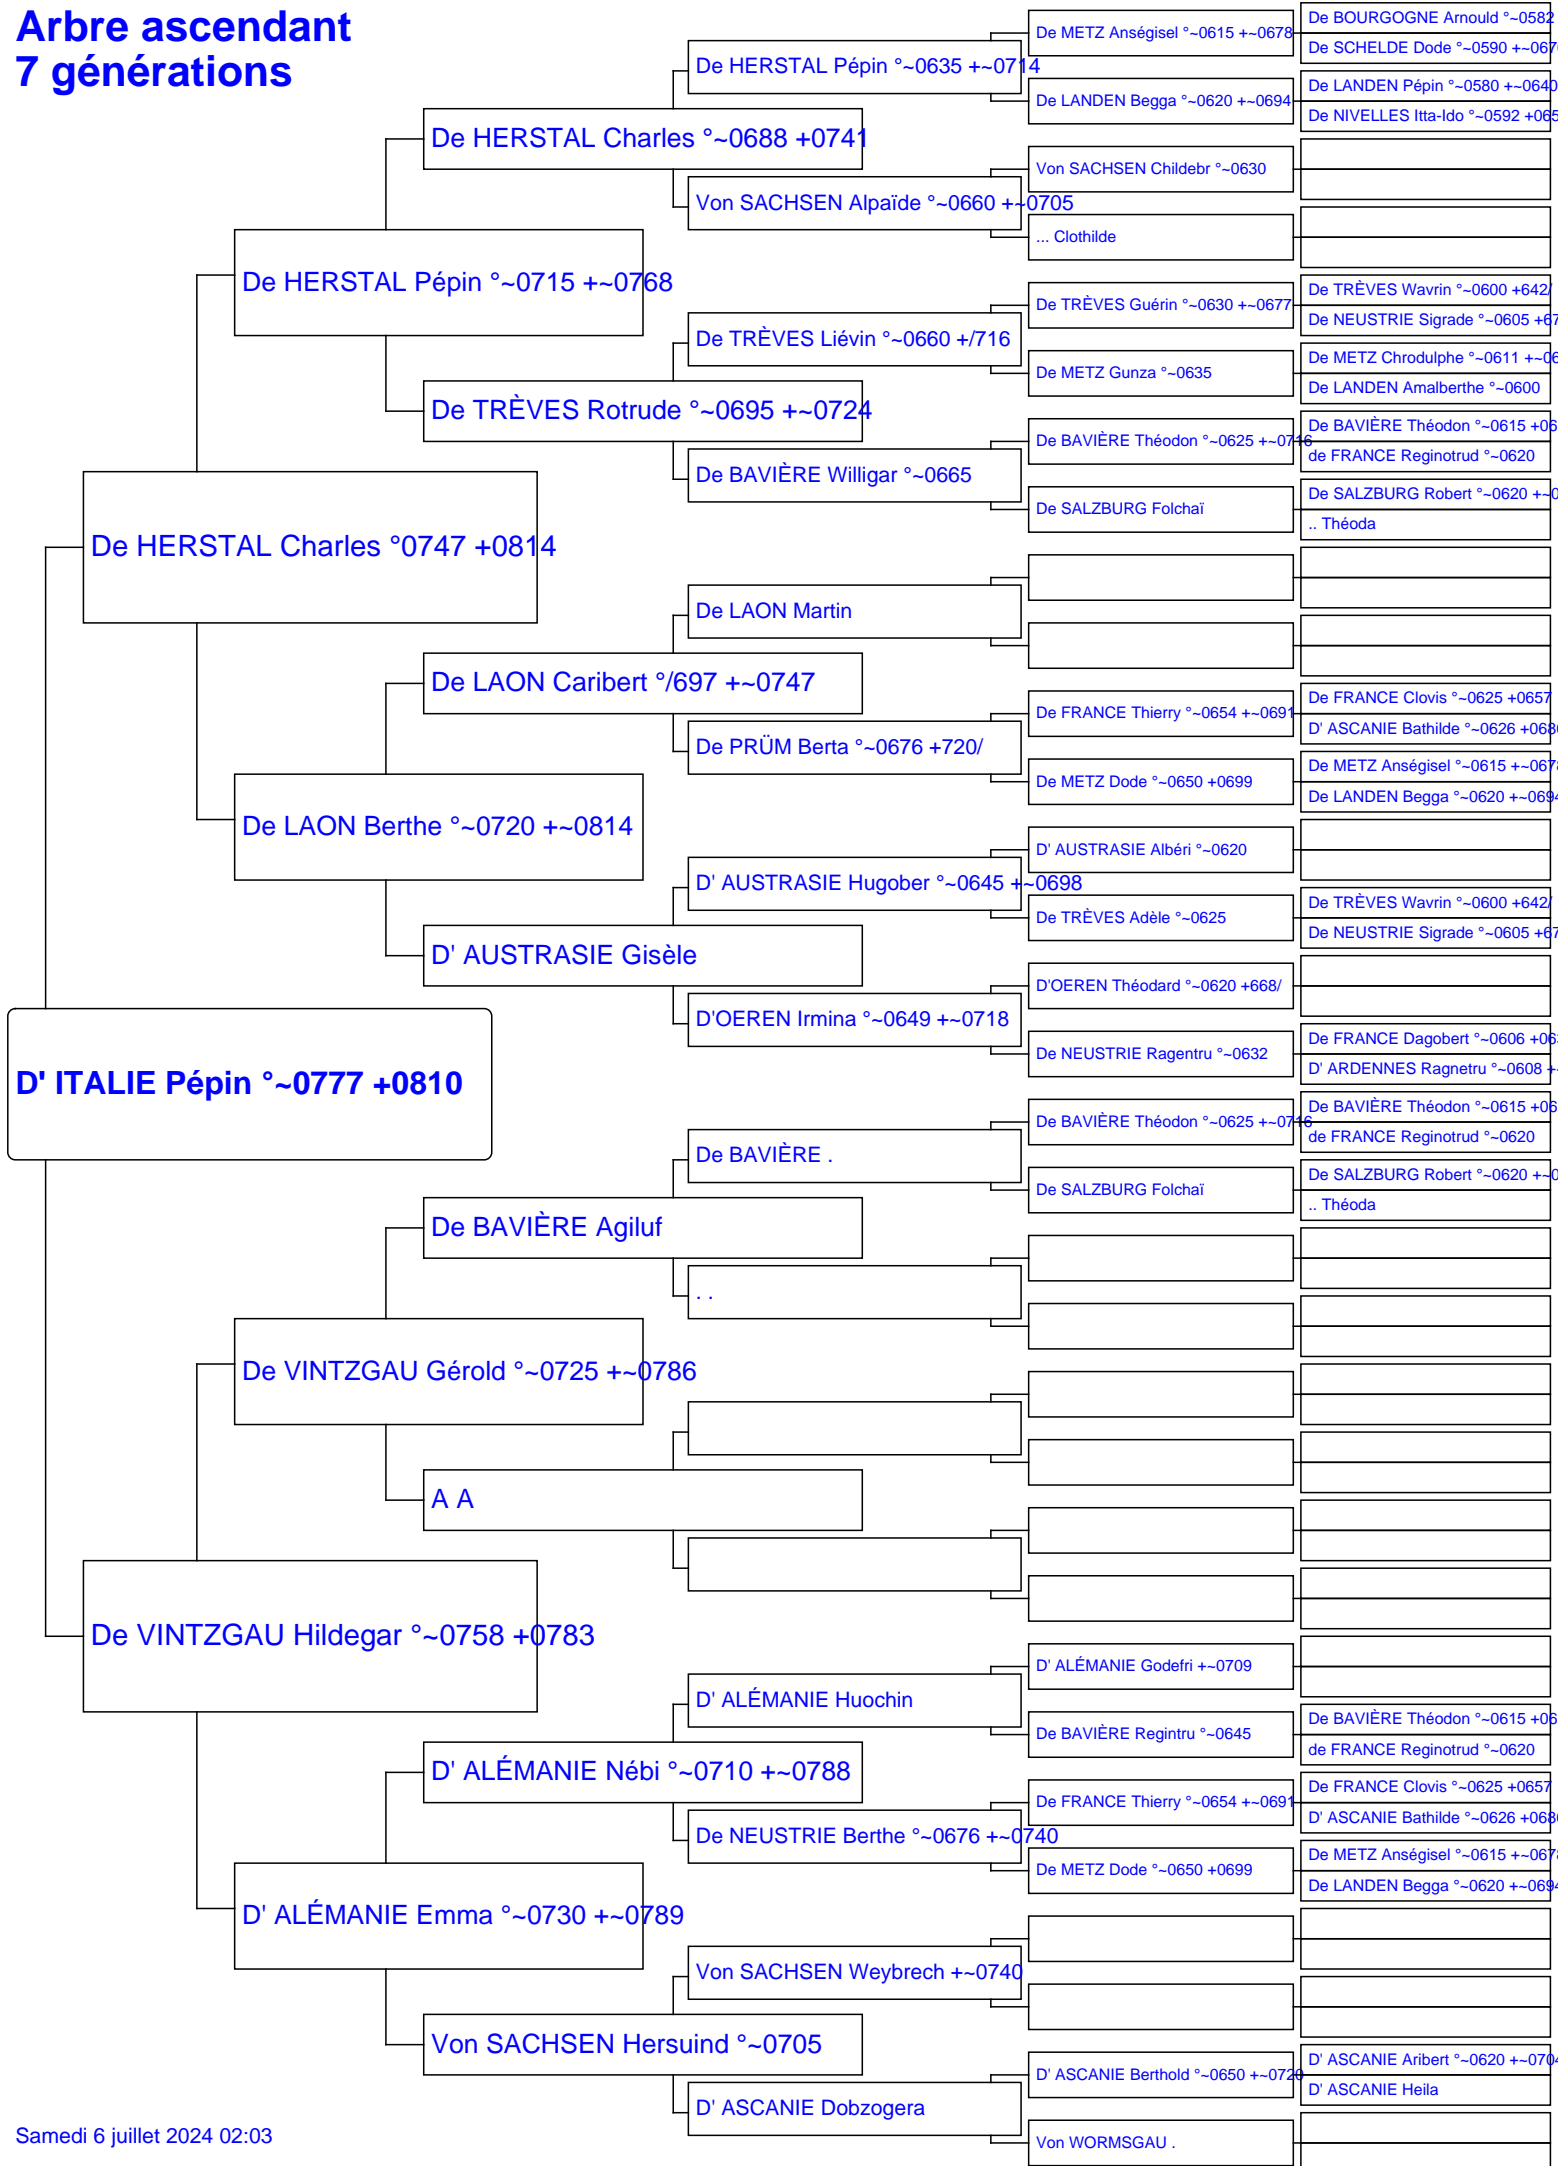 Arbre ascendant
7 générations
D' ITALIE Pépin °~0777 +0810
De HERSTAL Charles °0747 +0814
De VINTZGAU Hildegar °~0758 +0783
De HERSTAL Pépin °~0715 +~0768
De LAON Berthe °~0720 +~0814
De VINTZGAU Gérold °~0725 +~0786
D' ALÉMANIE Emma °~0730 +~0789
De HERSTAL Charles °~0688 +0741
De TRÈVES Rotrude °~0695 +~0724
De LAON Caribert °/697 +~0747
D' AUSTRASIE Gisèle
De BAVIÈRE Agiluf
A A
D' ALÉMANIE Nébi °~0710 +~0788
Von SACHSEN Hersuind °~0705
De HERSTAL Pépin °~0635 +~0714
Von SACHSEN Alpaïde °~0660 +~0705
De TRÈVES Liévin °~0660 +/716
De BAVIÈRE Willigar °~0665
De LAON Martin
De PRÜM Berta °~0676 +720/
D' AUSTRASIE Hugober °~0645 +~0698
D'OEREN Irmina °~0649 +~0718
De BAVIÈRE .
. .
D' ALÉMANIE Huochin
De NEUSTRIE Berthe °~0676 +~0740
Von SACHSEN Weybrech +~0740
D' ASCANIE Dobzogera
De METZ Anségisel °~0615 +~0678
De LANDEN Begga °~0620 +~0694
Von SACHSEN Childebr °~0630
... Clothilde
De TRÈVES Guérin °~0630 +~0677
De METZ Gunza °~0635
De BAVIÈRE Théodon °~0625 +~0716
De SALZBURG Folchaï
De FRANCE Thierry °~0654 +~0691
De METZ Dode °~0650 +0699
D' AUSTRASIE Albéri °~0620
De TRÈVES Adèle °~0625
D'OEREN Théodard °~0620 +668/
De NEUSTRIE Ragentru °~0632
De BAVIÈRE Théodon °~0625 +~0716
De SALZBURG Folchaï
D' ALÉMANIE Godefri +~0709
De BAVIÈRE Regintru °~0645
De FRANCE Thierry °~0654 +~0691
De METZ Dode °~0650 +0699
D' ASCANIE Berthold °~0650 +~0720
Von WORMSGAU .
De BOURGOGNE Arnould °~0582
De SCHELDE Dode °~0590 +~067
De LANDEN Pépin °~0580 +~0640
De NIVELLES Itta-Ido °~0592 +065
De TRÈVES Wavrin °~0600 +642/
De NEUSTRIE Sigrade °~0605 +67
De METZ Chrodulphe °~0611 +~06
De LANDEN Amalberthe °~0600
De BAVIÈRE Théodon °~0615 +06
de FRANCE Reginotrud °~0620
De SALZBURG Robert °~0620 +~0
.. Théoda
De FRANCE Clovis °~0625 +0657
D' ASCANIE Bathilde °~0626 +068
De METZ Anségisel °~0615 +~0678
De LANDEN Begga °~0620 +~0694
De TRÈVES Wavrin °~0600 +642/
De NEUSTRIE Sigrade °~0605 +67
De FRANCE Dagobert °~0606 +063
D' ARDENNES Ragnetru °~0608 +~
De BAVIÈRE Théodon °~0615 +06
de FRANCE Reginotrud °~0620
De SALZBURG Robert °~0620 +~0
.. Théoda
De BAVIÈRE Théodon °~0615 +06
de FRANCE Reginotrud °~0620
De FRANCE Clovis °~0625 +0657
D' ASCANIE Bathilde °~0626 +068
De METZ Anségisel °~0615 +~0678
De LANDEN Begga °~0620 +~0694
D' ASCANIE Aribert °~0620 +~0704
D' ASCANIE Heila
Samedi 6 juillet 2024 02:03